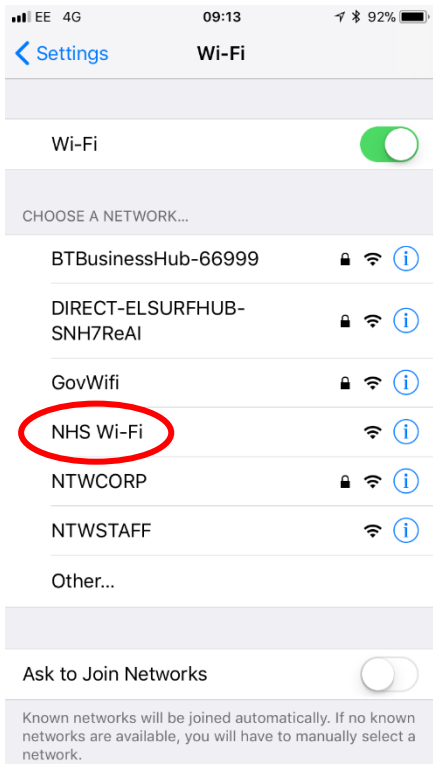 EE 4G 09:13 92%
Settings Wi-Fi
Wi-Fi
CHOOSE A NETWORK...
BTBusinessHub-66999
DIRECT-ELSURFHUB-
SNH7ReAI
GovWifi
NHS Wi-Fi
NTWCORP
NTWSTAFF
Other...
Ask to Join Networks
Known networks will be joined automatically. If no known
networks are available, you will have to manually select a
network.